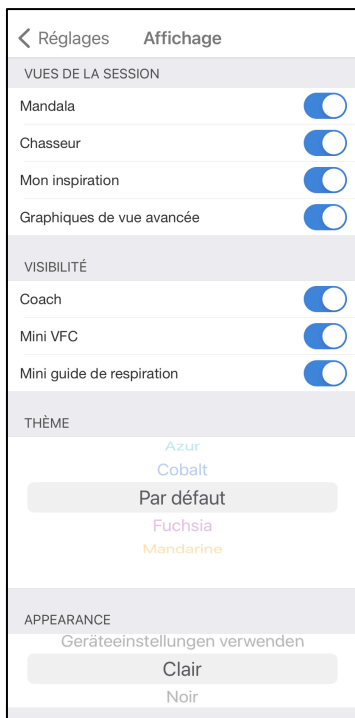 Réglages Affichage
VUES DE LA SESSION
Mandala
Chasseur
Mon inspiration
Graphiques de vue avancée
VISIBILITÉ
Coach
Mini VFC
Mini guide de respiration
THÈME
Azur
Cobalt
Par défaut
Fuchsia
Mandarine
APPEARANCE
Geräteeinstellungen verwenden
Clair
Noir